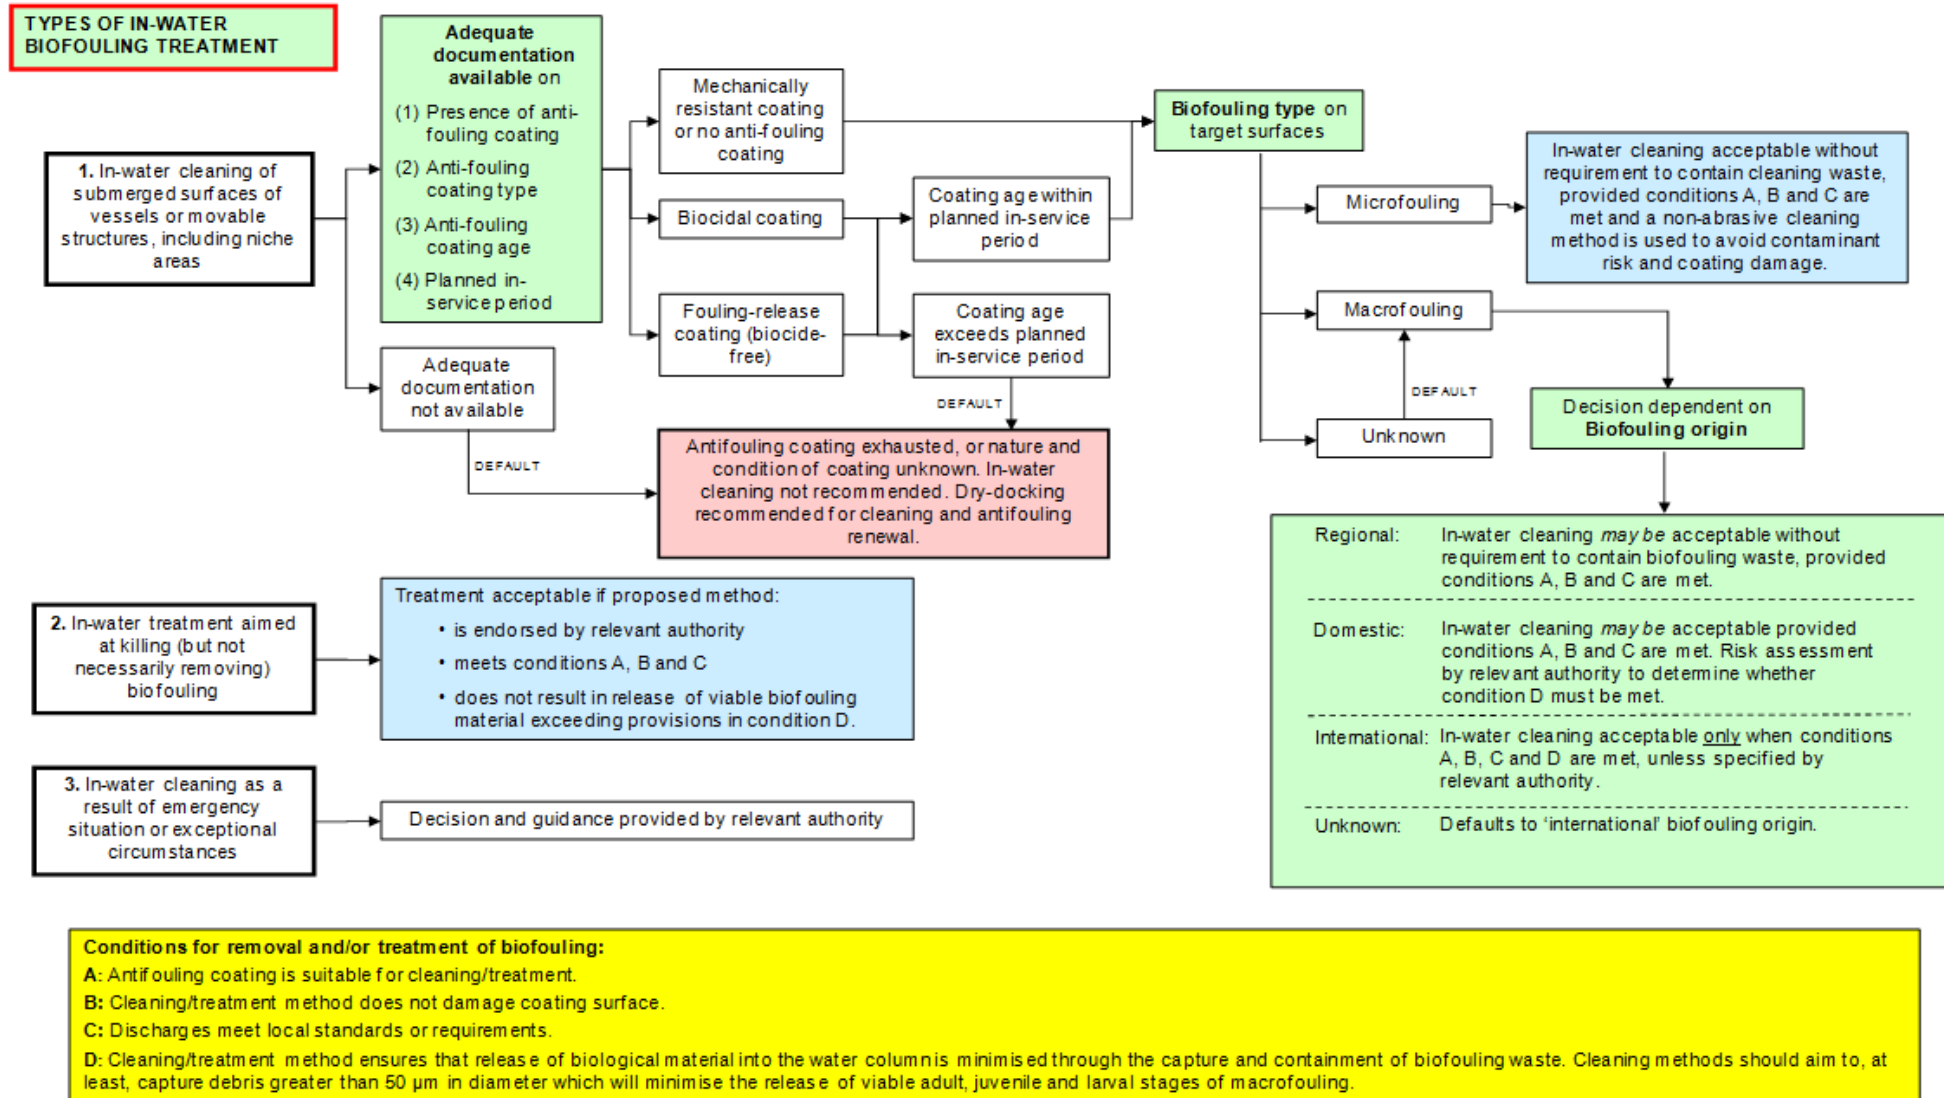 TYPES OF IN-WATER
BIOFOULING TREATMENT
1. In-water cleaning of
submerged surfaces of
vessels or movable
structures, including niche
areas
Adequate
documentation
available on
(1) Presence of anti-
fouling coating
(2) Anti-fouling
coating type
(3) Anti-fouling
coating age
(4) Planned in-
service period
Adequate
documentation
not available
DEFAULT
Mechanically
resistant coating
or no anti-fouling
coating
Biocidal coating
Fouling-release
coating (biocide-
free)
Coating age within
planned in-service
period
Coating age
exceeds planned
in-service period
DEFAULT
Antifouling coating exhausted, or nature and
condition of coating unknown. In-water
cleaning not recommended. Dry-docking
recommended for cleaning and antifouling
renewal.
Biofouling type on
target surfaces
Microfouling
In-water cleaning acceptable without
requirement to contain cleaning waste,
provided conditions A, B and C are
met and a non-abrasive cleaning
method is used to avoid contaminant
risk and coating damage.
Macrofouling
DEFAULT
Unknown
Decision dependent on
Biofouling origin
Regional: In-water cleaning may be acceptable without
requirement to contain biofouling waste, provided
conditions A, B and C are met.
Domestic: In-water cleaning may be acceptable provided
conditions A, B and C are met. Risk assessment
by relevant authority to determine whether
condition D must be met.
International: In-water cleaning acceptable only when conditions
A, B, C and D are met, unless specified by
relevant authority.
Unknown: Defaults to ‘international’ biofouling origin.
2. In-water treatment aimed
at killing (but not
necessarily removing)
biofouling
Treatment acceptable if proposed method:
• is endorsed by relevant authority
• meets conditions A, B and C
• does not result in release of viable biofouling
material exceeding provisions in condition D.
3. In-water cleaning as a
result of emergency
situation or exceptional
circumstances
Decision and guidance provided by relevant authority
Conditions for removal and/or treatment of biofouling:
A: Antifouling coating is suitable for cleaning/treatment.
B: Cleaning/treatment method does not damage coating surface.
C: Discharges meet local standards or requirements.
D: Cleaning/treatment method ensures that release of biological material into the water column is minimised through the capture and containment of biofouling waste. Cleaning methods should aim to, at
least, capture debris greater than 50 µm in diameter which will minimise the release of viable adult, juvenile and larval stages of macrofouling.